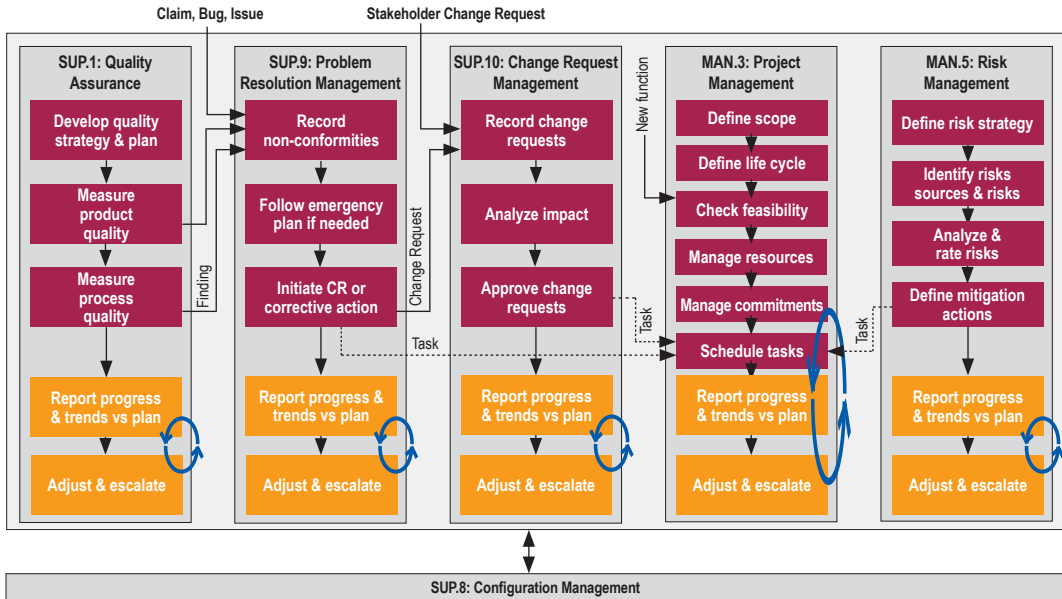 Claim, Bug, Issue
Stakeholder Change Request
SUP.1: Quality
Assurance
Develop quality
strategy & plan
Measure
product
quality
Measure
process
quality
Report progress
& trends vs plan
Adjust & escalate
Finding
SUP.9: Problem
Resolution Management
Record
non-conformities
Follow emergency
plan if needed
Initiate CR or
corrective action
Report progress &
trends vs plan
Adjust & escalate
Change Request
Task
SUP.10: Change Request
Management
Record change
requests
Analyze impact
Approve change
requests
Report progress
& trends vs plan
Adjust & escalate
Task
New function
MAN.3: Project
Management
Define scope
Define life cycle
Check feasibility
Manage resources
Manage commitments
Schedule tasks
Report progress
& trends vs plan
Adjust & escalate
Task
MAN.5: Risk
Management
Define risk strategy
Identify risks
sources & risks
Analyze &
rate risks
Define mitigation
actions
Report progress
& trends vs plan
Adjust & escalate
SUP.8: Configuration Management